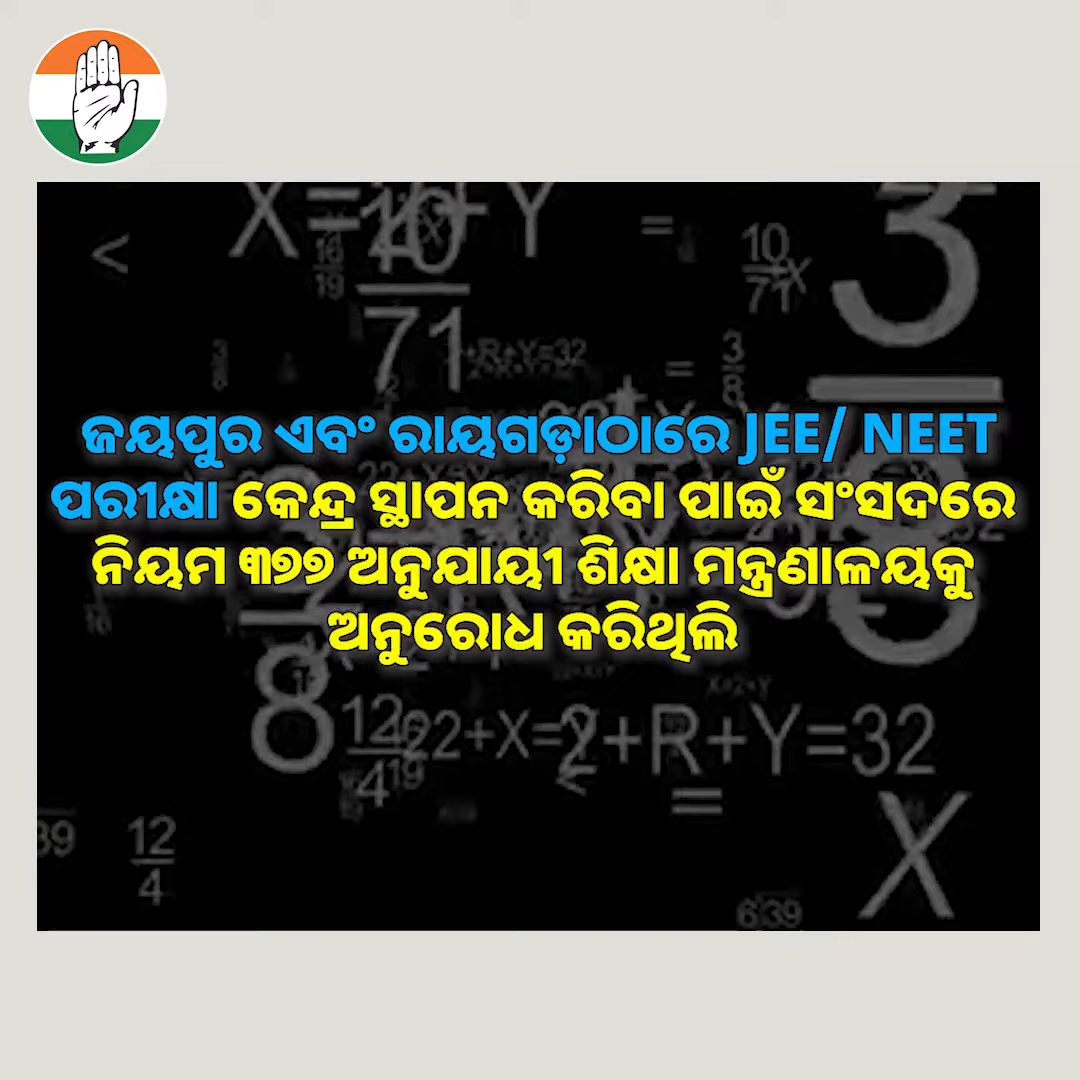 ଜୟପୁର ଏବଂ ରାୟଗଡ଼ାଠାରେ JEE/ NEET
ପରୀକ୍ଷା କେନ୍ଦ୍ର ସ୍ଥାପନ କରିବା ପାଇଁ ସଂସଦରେ
ନିୟମ ୩୭୭ ଅନୁଯାୟୀ ଶିକ୍ଷା ମନ୍ତ୍ରଣାଳୟକୁ
ଅନୁରୋଧ କରିଥିଲି